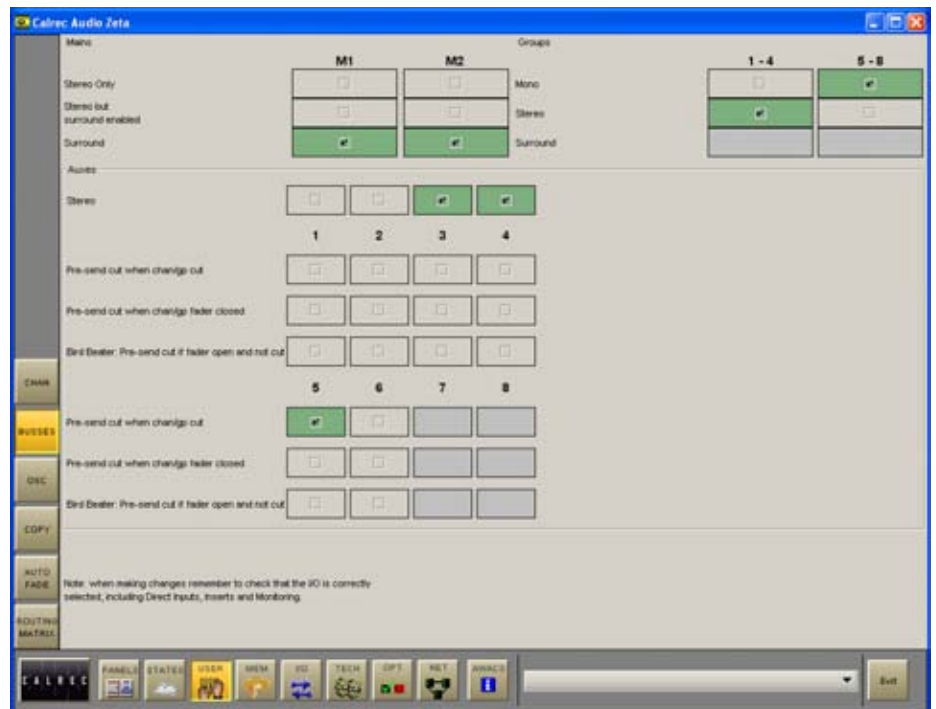 Calrec Audio Zeta
Mains
Groups
M1 M2
1 - 4 5 - 8
Stereo Only
Mono
Stereo but
surround enabled
Stereo
Surround
Surround
Auxes
Stereo
1 2 3 4
Pre-send cut when chan/gp cut
Pre-send cut when chan/gp fader closed
Bird Beater: Pre-send cut if fader open and not cut
5 6 7 8
Pre-send cut when chan/gp cut
Pre-send cut when chan/gp fader closed
Bird Beater: Pre-send cut if fader open and not cut
CHAN
BUSSES
OSC
COPY
AUTO
FADE
ROUTING
MATRIX
Note: when making changes remember to check that the I/O is correctly
selected, including Direct Inputs, Inserts and Monitoring.
CALREC PANELS STATES USER MEM I/O TECH OPT NET AWACS Exit